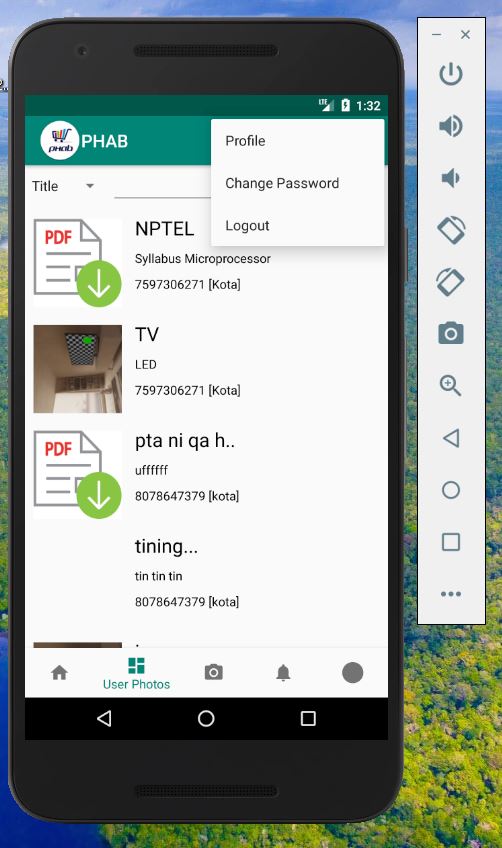 LTE 1:32
phab PHAB
Profile
Change Password
Logout
Title
PDF
NPTEL
Syllabus Microprocessor
7597306271 [Kota]
TV
LED
7597306271 [Kota]
PDF
pta ni qa h..
uffffff
8078647379 [kota]
tining...
tin tin tin
8078647379 [kota]
User Photos